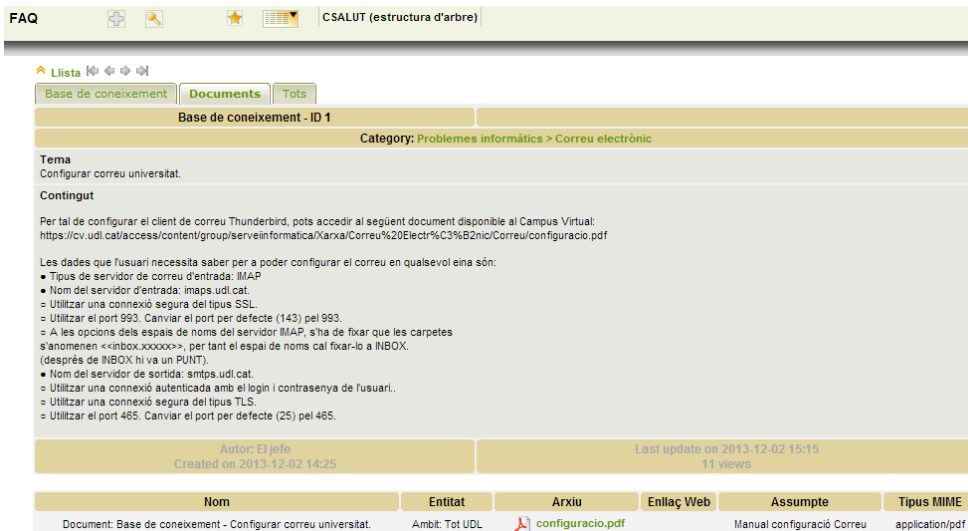 FAQ
CSALUT (estructura d'arbre)
Llista
Base de coneixement Documents Tots
Base de coneixement - ID 1
Category: Problemes informàtics > Correu electrònic
Tema
Configurar correu universitat.
Contingut
Per tal de configurar el client de correu Thunderbird, pots accedir al següent document disponible al Campus Virtual:
https://cv.udl.cat/access/content/group/serveiinformatica/Xarxa/Correu%20Electr%C3%B2nic/Correu/configuracio.pdf
Les dades que l'usuari necessita saber per a poder configurar el correu en qualsevol eina són:
● Tipus de servidor de correu d'entrada: IMAP
● Nom del servidor d'entrada: imaps.udl.cat.
○ Utilitzar una connexió segura del tipus SSL.
○ Utilitzar el port 993. Canviar el port per defecte (143) pel 993.
○ A les opcions dels espais de noms del servidor IMAP, s'ha de fixar que les carpetes
s'anomenen <<inbox.xxxxx>>, per tant el espai de noms cal fixar-lo a INBOX.
(després de INBOX hi va un PUNT).
● Nom del servidor de sortida: smtps.udl.cat.
○ Utilitzar una connexió autenticada amb el login i contrasenya de l'usuari..
○ Utilitzar una connexió segura del tipus TLS.
○ Utilitzar el port 465. Canviar el port per defecte (25) pel 465.
Autor: El jefe
Created on 2013-12-02 14:25
Last update on 2013-12-02 15:15
11 views
Nom Entitat Arxiu Enllaç Web Assumpte Tipus MIME
Document: Base de coneixement - Configurar correu universitat. Ambit: Tot UDL configuracio.pdf Manual configuració Correu application/pdf